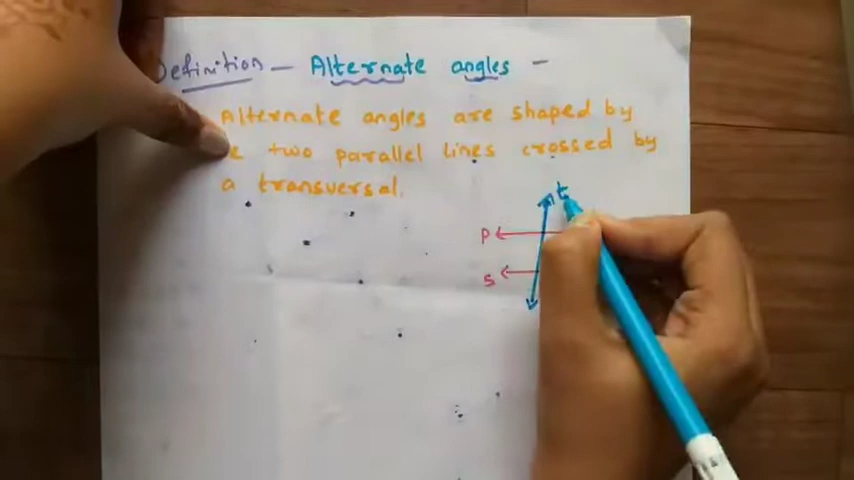 Definition - Alternate angles -
Alternate angles are shaped by
two parallel lines crossed by
a transversal.
t
P
S